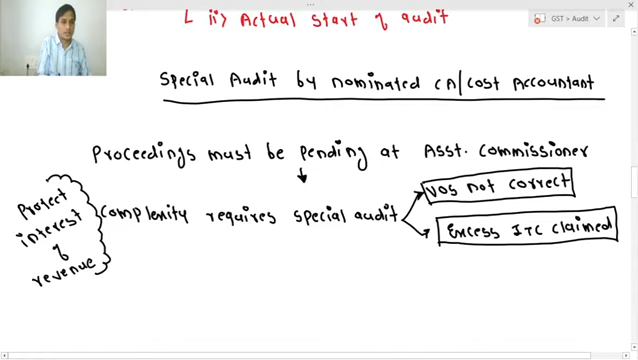 L ii) Actual start of audit
GST > Audit
Special Audit by nominated CA/Cost Accountant
Proceedings must be pending at Asst. Commissioner
Protect
interest
of
revenue
Complexity requires special audit
VOS not correct
Excess ITC claimed